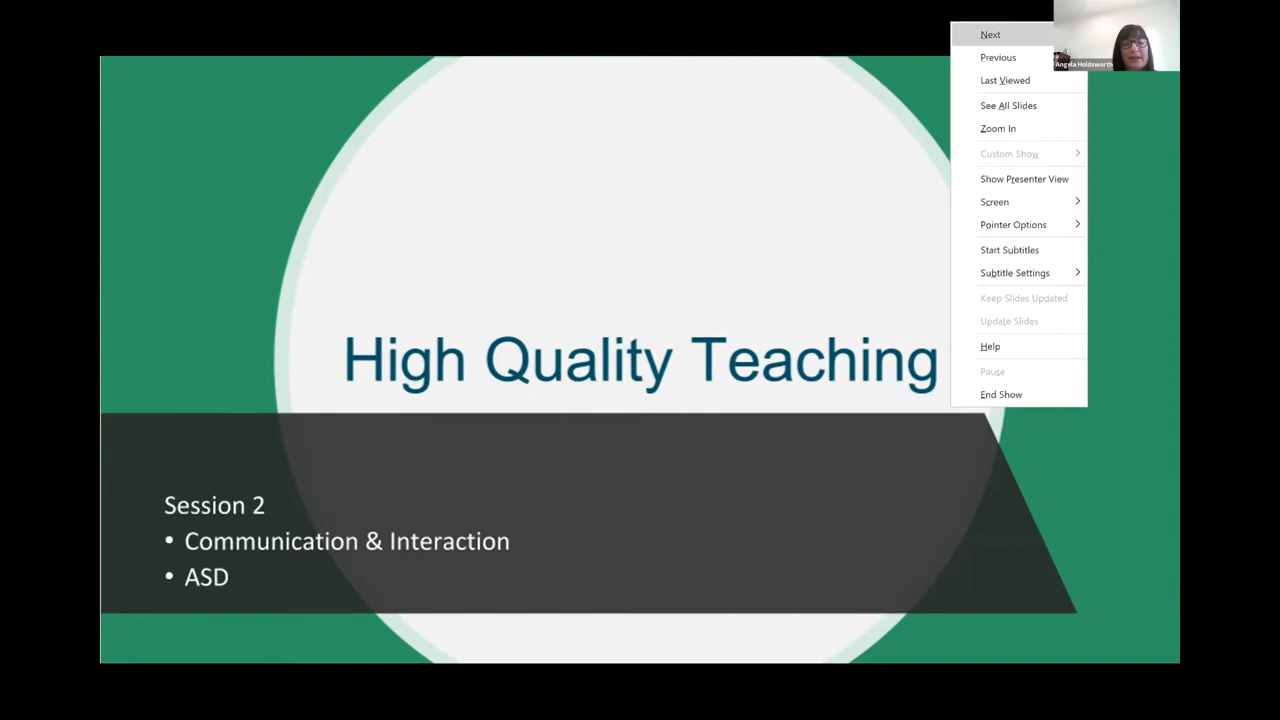 High Quality Teaching
Session 2
• Communication & Interaction
• ASD
Next
Previous
Last Viewed
See All Slides
Zoom In
Custom Show
Show Presenter View
Screen
Pointer Options
Start Subtitles
Subtitle Settings
Keep Slides Updated
Update Slides
Help
Pause
End Show
Angela Holdsworth